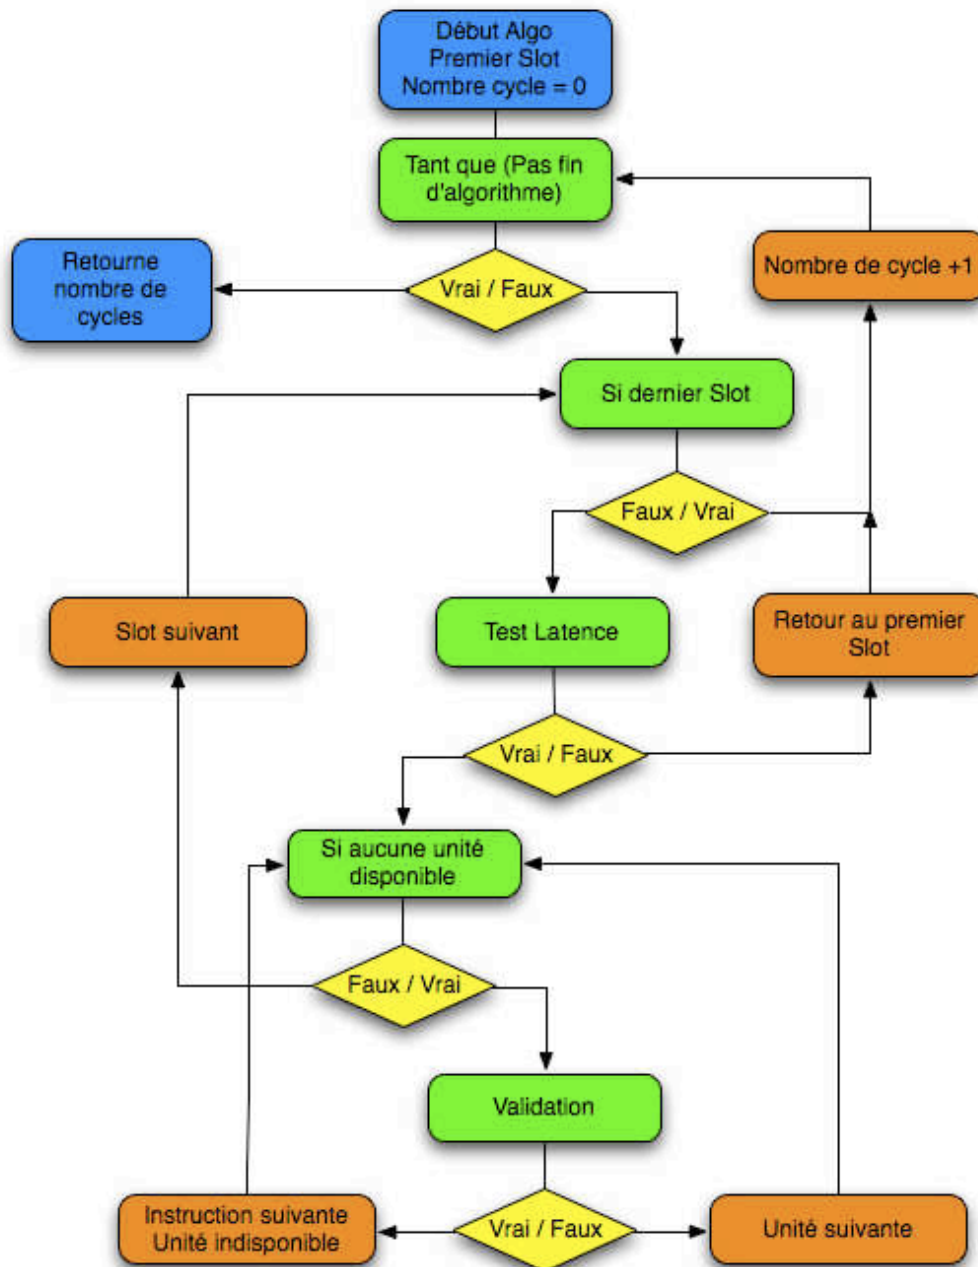 Début Algo
Premier Slot
Nombre cycle = 0
Tant que (Pas fin
d'algorithme)
Nombre de cycle +1
Retourne
nombre de
cycles
Vrai / Faux
Si dernier Slot
Faux / Vrai
Slot suivant
Test Latence
Retour au premier
Slot
Vrai / Faux
Si aucune unité
disponible
Faux / Vrai
Validation
Instruction suivante
Unité indisponible
Vrai / Faux
Unité suivante